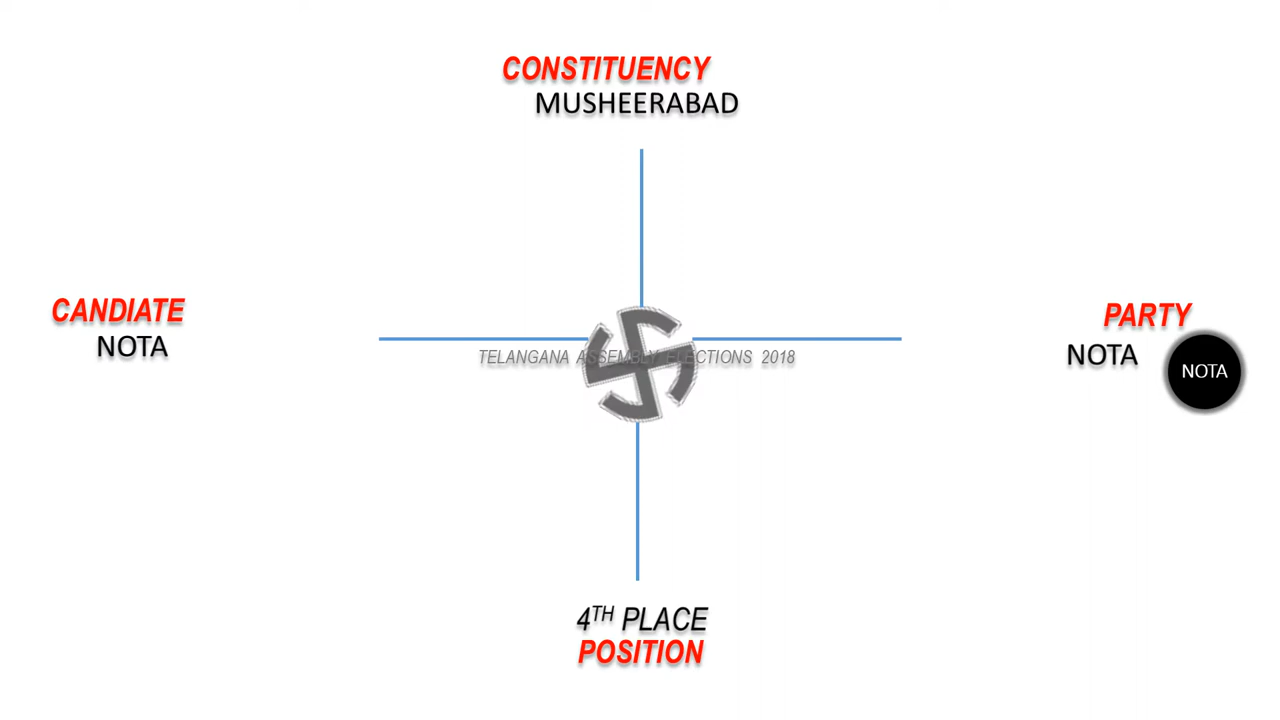 CONSTITUENCY
MUSHEERABAD
CANDIATE
NOTA
PARTY
NOTA
NOTA
TELANGANA ASSEMBLY ELECTIONS 2018
4TH PLACE
POSITION